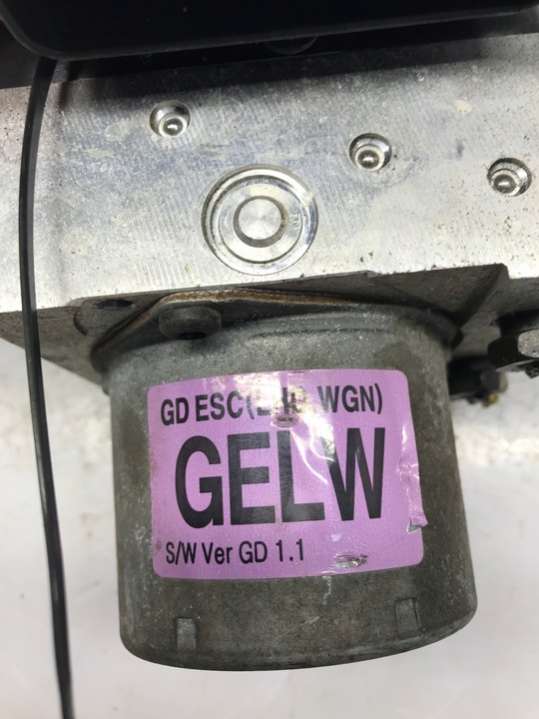 GD ESC( WGN)
GELW
S/W Ver GD 1.1